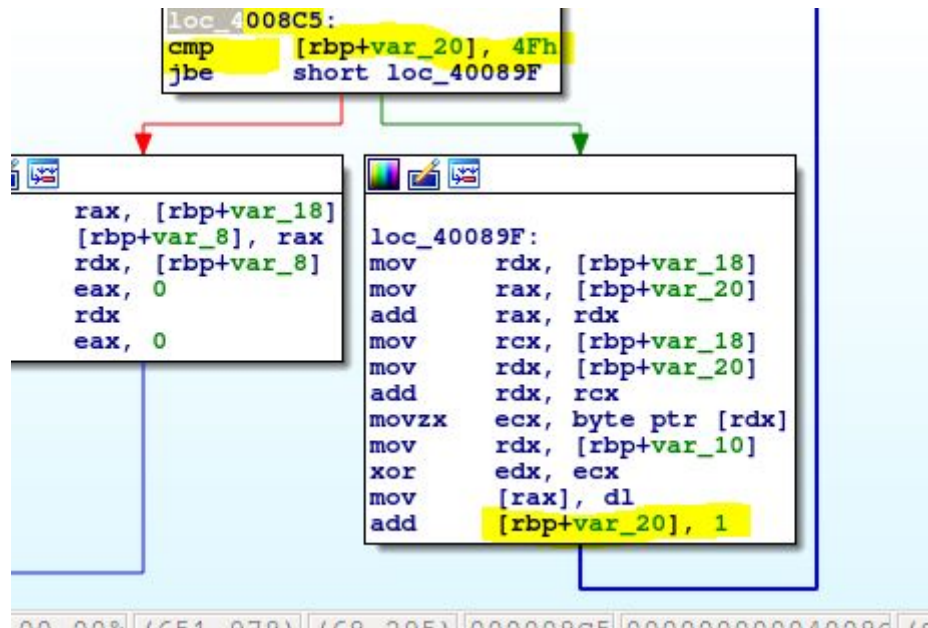 loc_4008C5:
cmp [rbp+var_20], 4Fh
jbe short loc_40089F
rax, [rbp+var_18]
[rbp+var_8], rax
rdx, [rbp+var_8]
eax, 0
rdx
eax, 0
loc_40089F:
mov rdx, [rbp+var_18]
mov rax, [rbp+var_20]
add rax, rdx
mov rcx, [rbp+var_18]
mov rdx, [rbp+var_20]
add rdx, rcx
movzx ecx, byte ptr [rdx]
mov rdx, [rbp+var_10]
xor edx, ecx
mov [rax], dl
add [rbp+var_20], 1